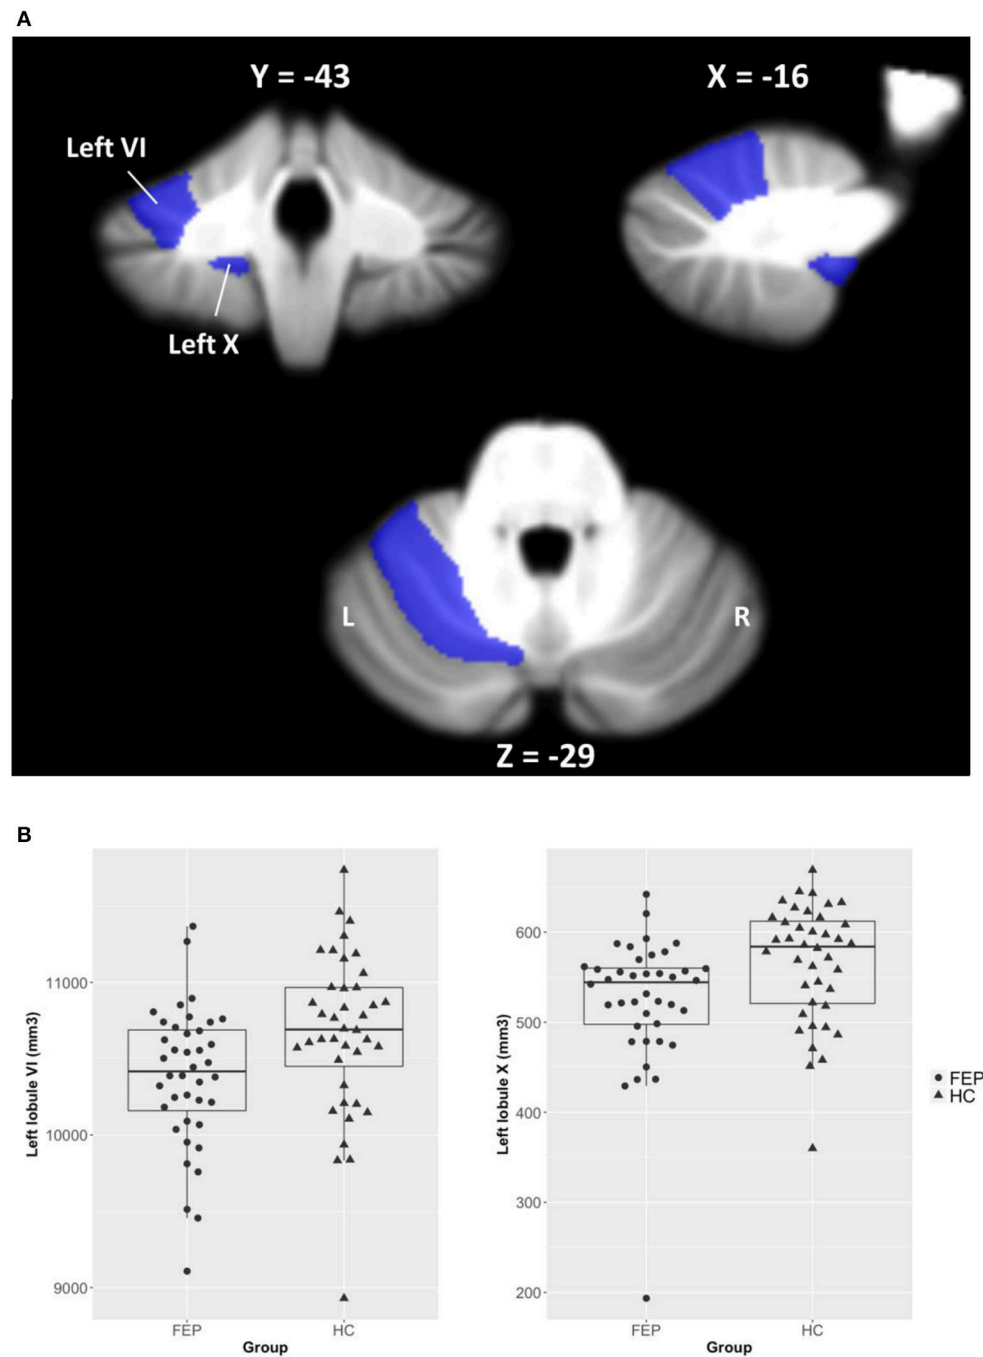 A
Y = -43
X = -16
Left VI
Left X
L
R
Z = -29
B
Left lobule VI (mm3)
11000
10000
9000
FEP
HC
Group
Left lobule X (mm3)
600
500
400
300
200
FEP
HC
Group
FEP
HC